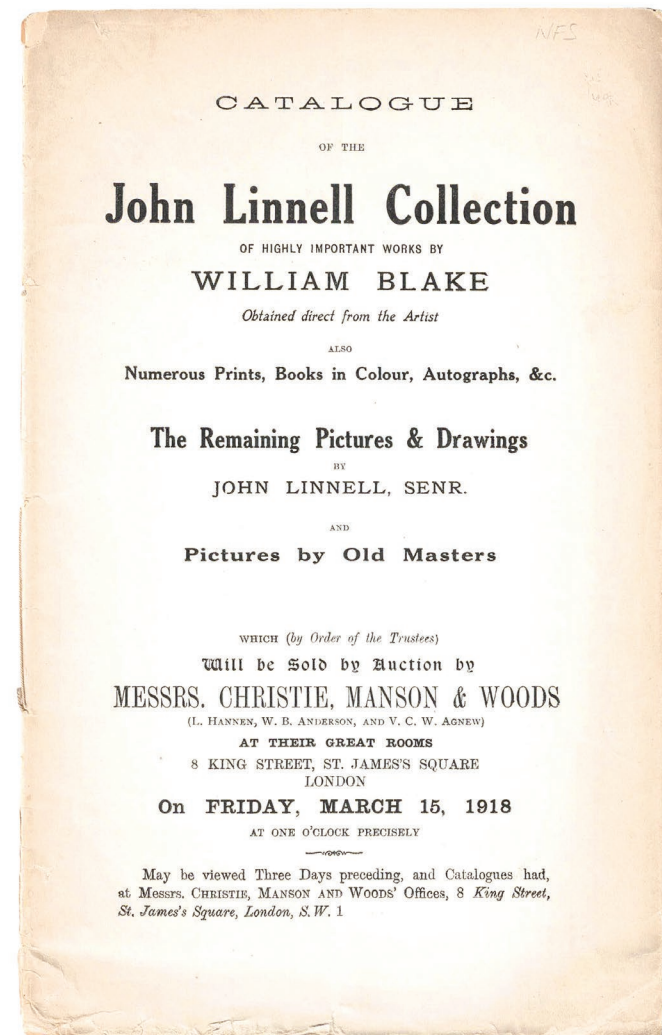 NFS
CATALOGUE
OF THE
John Linnell Collection
OF HIGHLY IMPORTANT WORKS BY
WILLIAM BLAKE
Obtained direct from the Artist
ALSO
Numerous Prints, Books in Colour, Autographs, &c.
The Remaining Pictures & Drawings
BY
JOHN LINNELL, SENR.
AND
Pictures by Old Masters
WHICH (by Order of the Trustees)
Will be Sold by Auction by
MESSRS. CHRISTIE, MANSON & WOODS
(L. HANNEN, W. B. ANDERSON, AND V. C. W. AGNEW)
AT THEIR GREAT ROOMS
8 KING STREET, ST. JAMES'S SQUARE
LONDON
On FRIDAY, MARCH 15, 1918
AT ONE O'CLOCK PRECISELY
May be viewed Three Days preceding, and Catalogues had,
at Messrs. CHRISTIE, MANSON AND WOODS' Offices, 8 King Street,
St. James's Square, London, S.W. 1